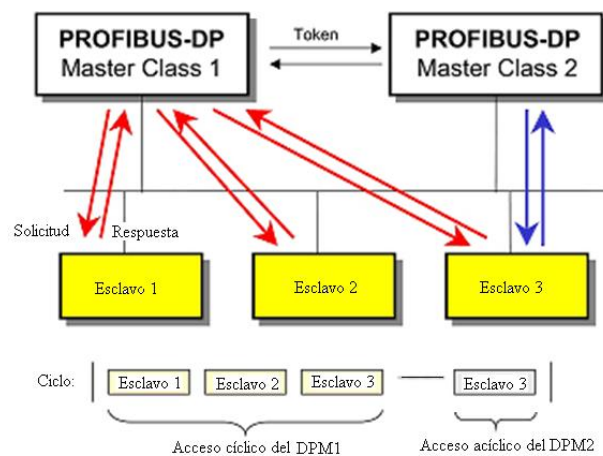 PROFIBUS-DP
Master Class 1
Token
PROFIBUS-DP
Master Class 2
Solicitud
Respuesta
Esclavo 1
Esclavo 2
Esclavo 3
Ciclo:
Esclavo 1
Esclavo 2
Esclavo 3
Esclavo 3
Acceso cíclico del DPM1
Acceso acíclico del DPM2